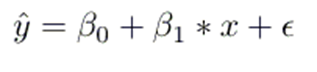 ŷ = β₀ + β₁ * x + ϵ